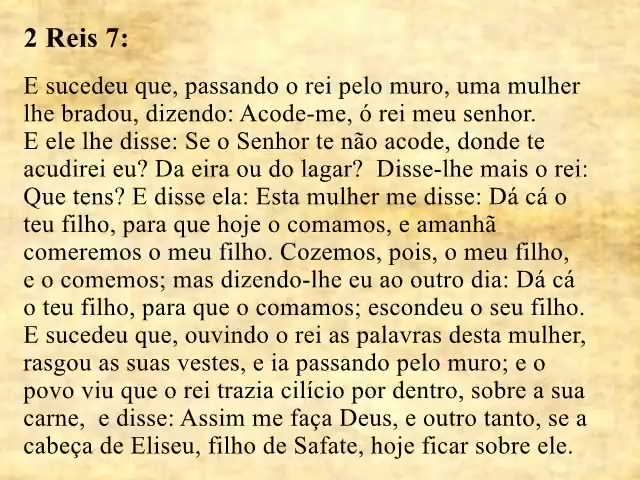 2 Reis 7:
E sucedeu que, passando o rei pelo muro, uma mulher
lhe bradou, dizendo: Acode-me, ó rei meu senhor.
E ele lhe disse: Se o Senhor te não acode, donde te
acudirei eu? Da eira ou do lagar? Disse-lhe mais o rei:
Que tens? E disse ela: Esta mulher me disse: Dá cá o
teu filho, para que hoje o comamos, e amanhã
comeremos o meu filho. Cozemos, pois, o meu filho,
e o comemos; mas dizendo-lhe eu ao outro dia: Dá cá
o teu filho, para que o comamos; escondeu o seu filho.
E sucedeu que, ouvindo o rei as palavras desta mulher,
rasgou as suas vestes, e ia passando pelo muro; e o
povo viu que o rei trazia cilício por dentro, sobre a sua
carne, e disse: Assim me faça Deus, e outro tanto, se a
cabeça de Eliseu, filho de Safate, hoje ficar sobre ele.